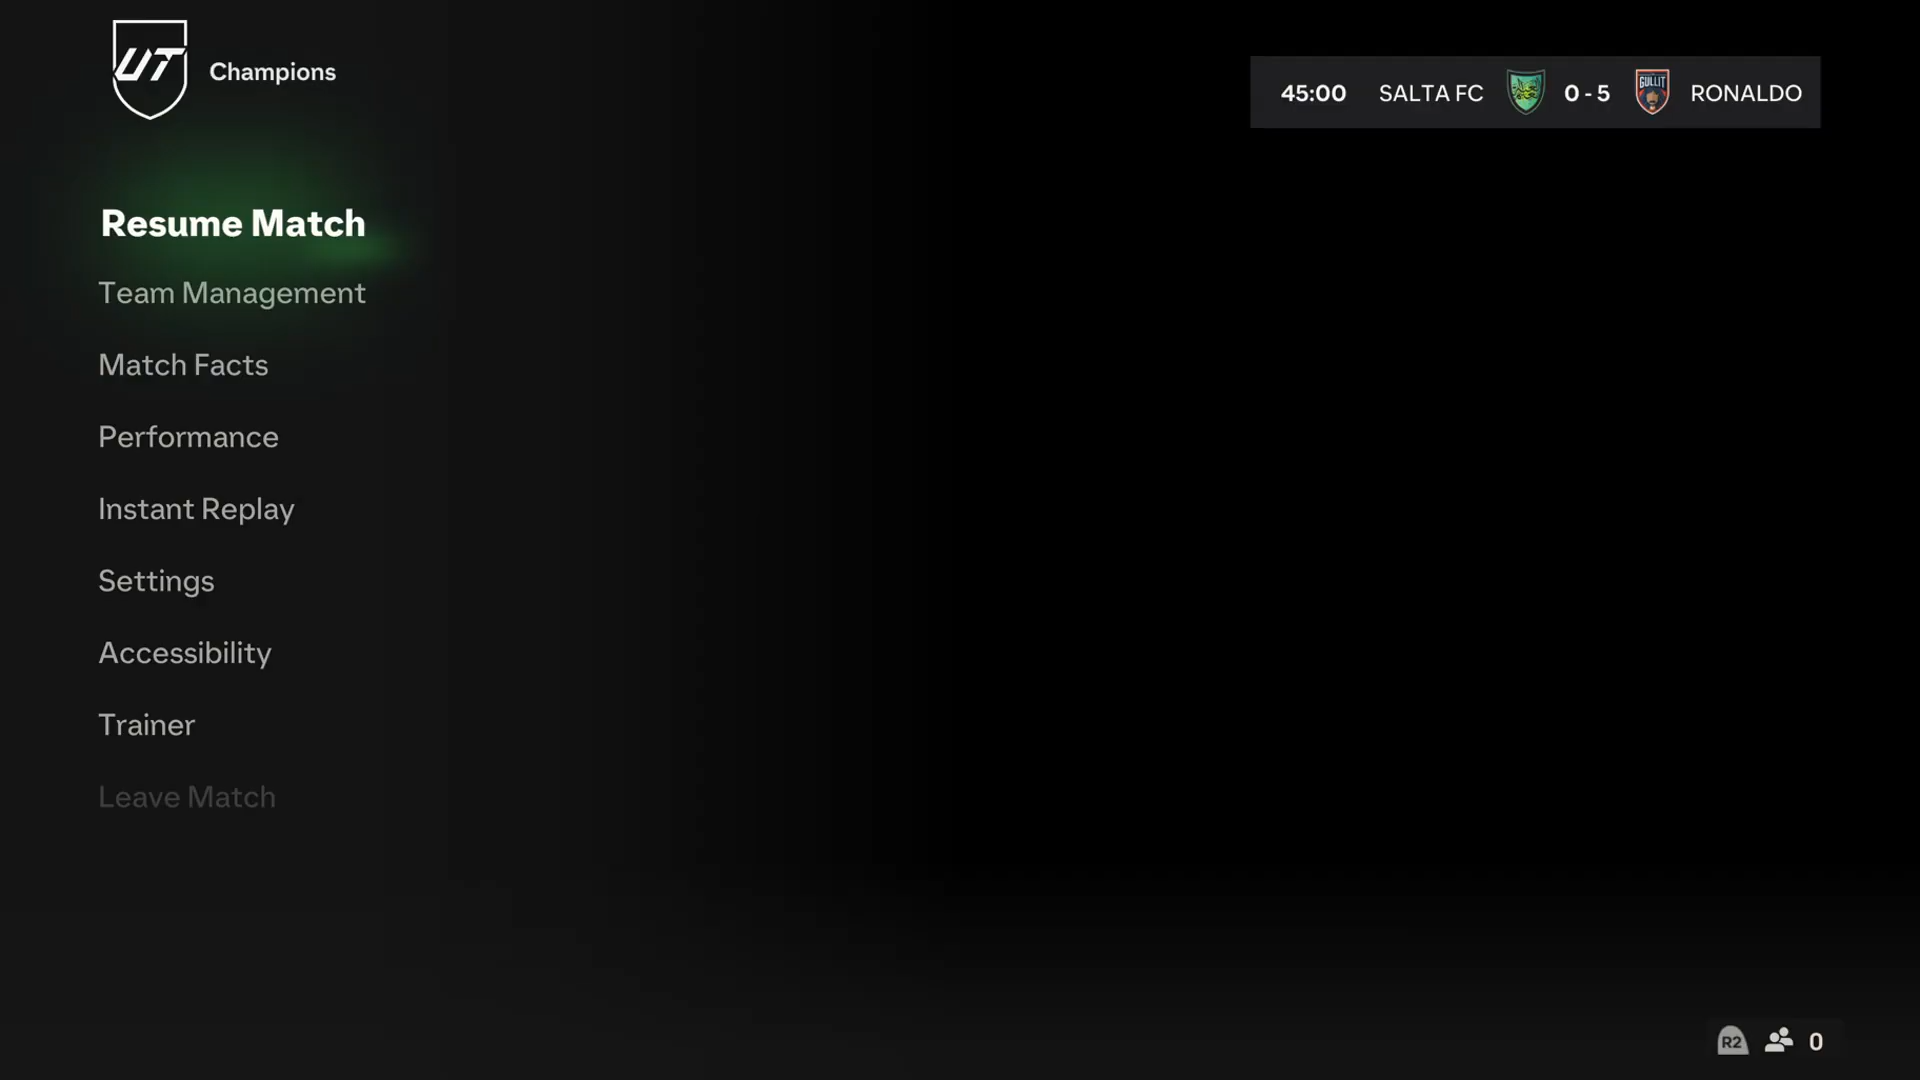 UT Champions
45:00 SALTA FC 0 - 5 GULLIT RONALDO
Resume Match
Team Management
Match Facts
Performance
Instant Replay
Settings
Accessibility
Trainer
Leave Match
R2 0